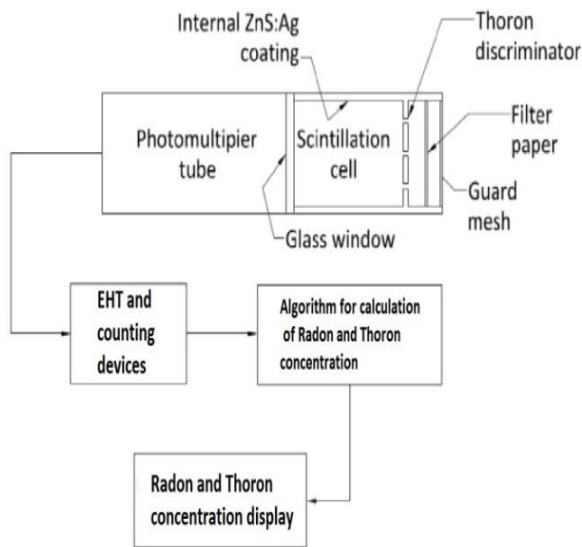 Internal ZnS:Ag
coating
Thoron
discriminator
Photomultipier
tube
Scintillation
cell
Filter
paper
Guard
mesh
Glass window
EHT and
counting
devices
Algorithm for calculation
of Radon and Thoron
concentration
Radon and Thoron
concentration display